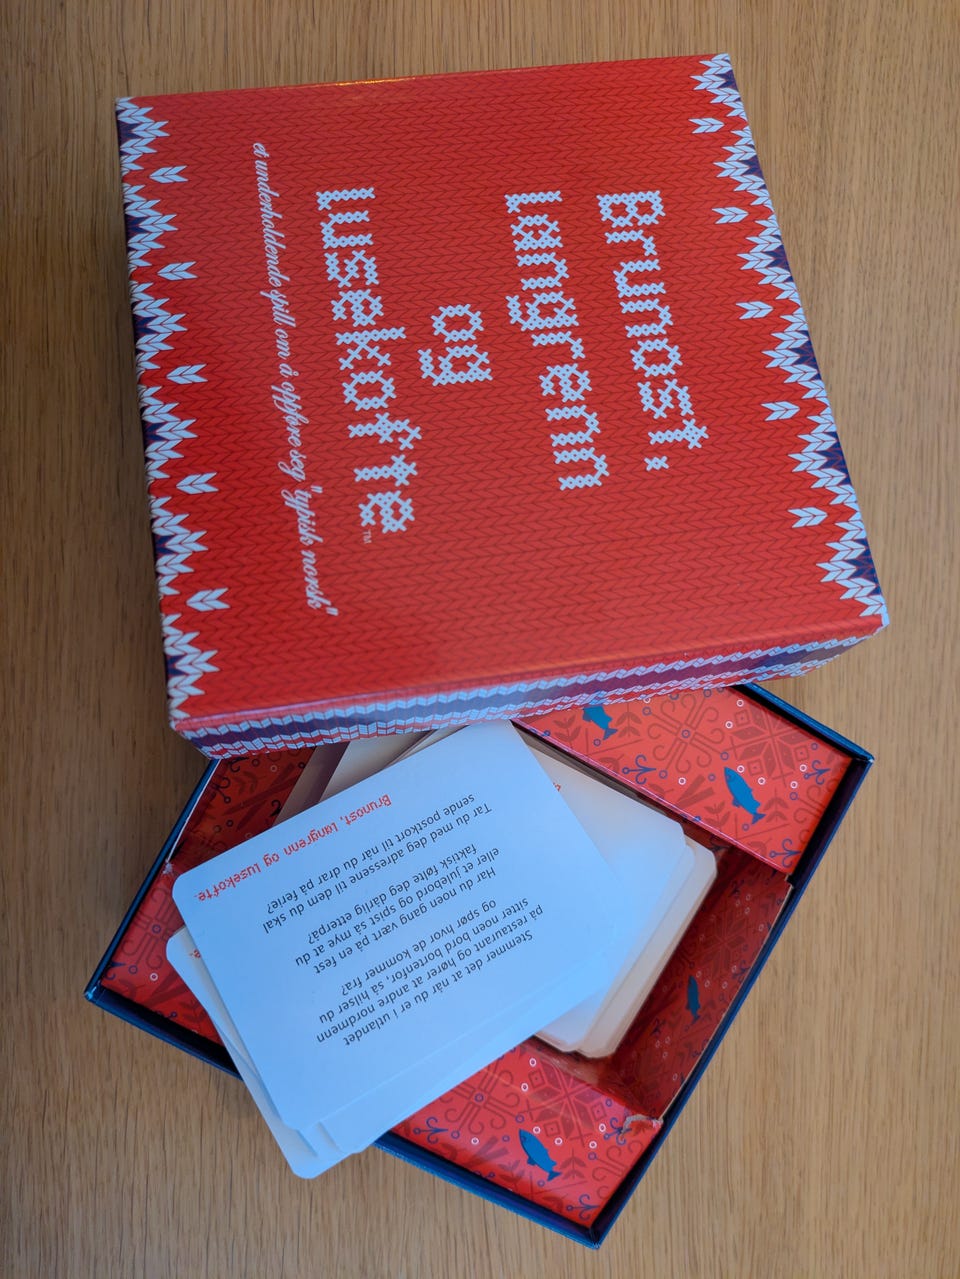 Brunost,
langrenn
og
lusekofte
™
et underholdende spill om å oppføre seg "typisk norsk"
Stemmer det at når du er i utlandet
på restaurant og hører at andre nordmenn
sitter noen bord bortenfor, så hilser du
og spør hvor de kommer fra?
Har du noen gang vært på en fest
eller et julebord og spist så mye at du
faktisk følte deg dårlig etterpå?
Tar du med deg adressene til dem du skal
sende postkort til når du drar på ferie?
Brunost, langrenn og lusekofte.